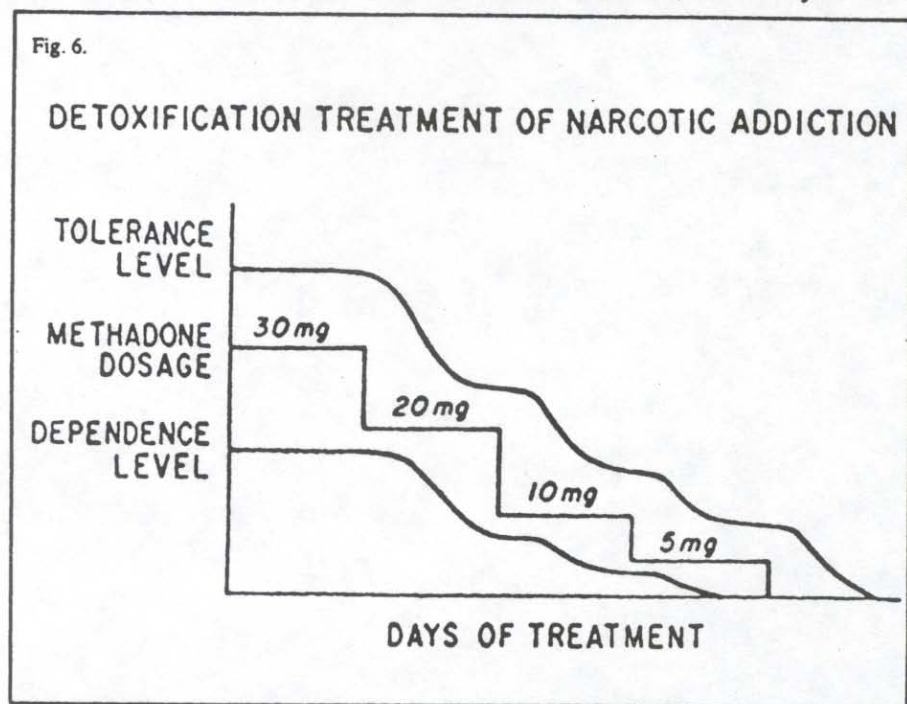 Fig. 6.
DETOXIFICATION TREATMENT OF NARCOTIC ADDICTION
TOLERANCE
LEVEL
METHADONE
DOSAGE
DEPENDENCE
LEVEL
30mg
20mg
10mg
5mg
DAYS OF TREATMENT